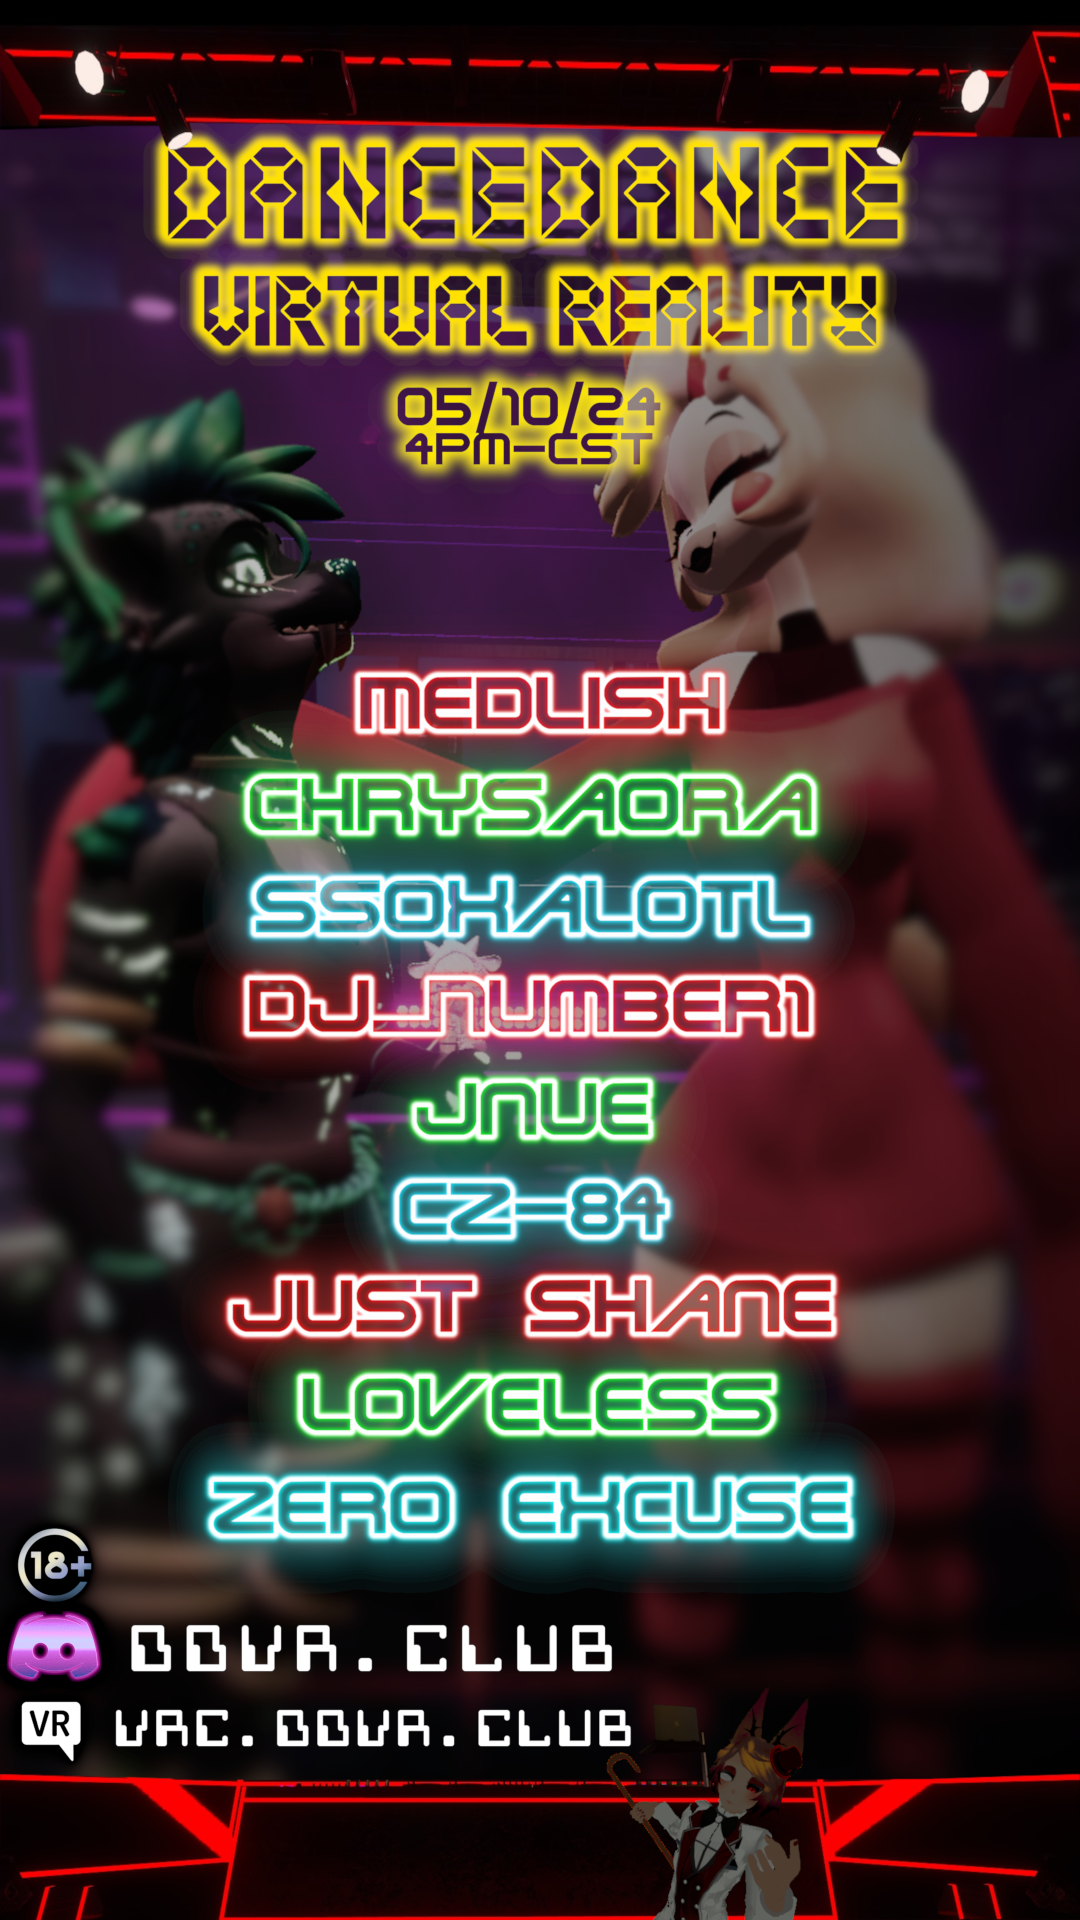 DANCEDANCE
VIRTUAL REALITY
05/10/24
4PM-CST
MEDLISH
CHRYSAORA
SSOXALOTL
DJ_NUMBER1
JNUE
CZ-84
JUST SHANE
LOVELESS
ZERO EXCUSE
18+
DDVR.CLUB
VR VRC.DDVR.CLUB